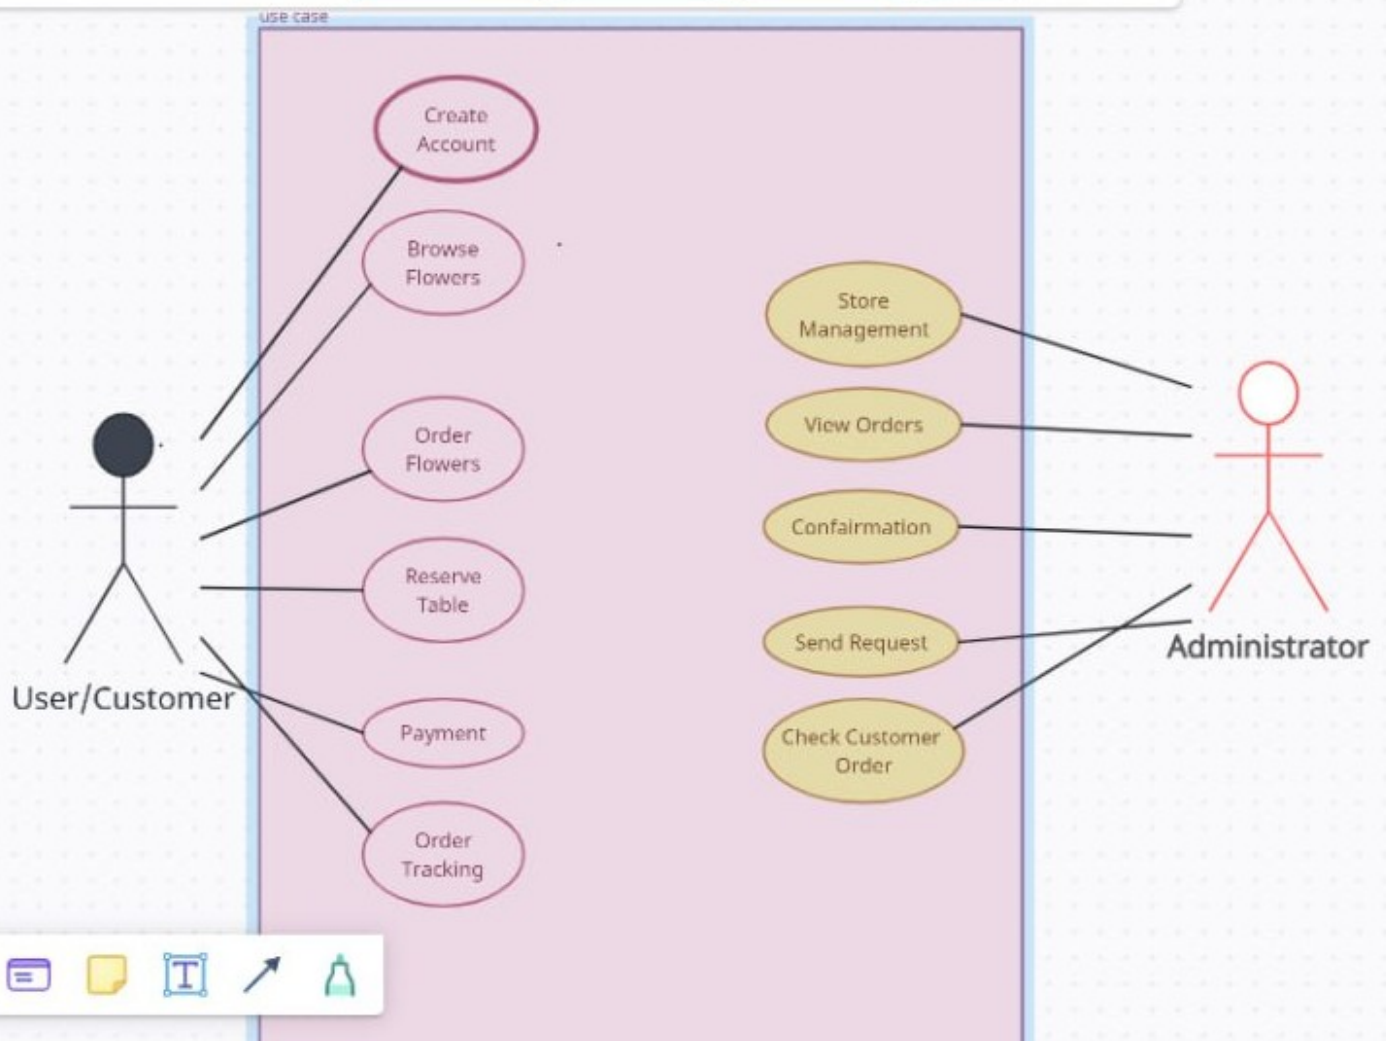 use case
Create
Account
Browse
Flowers
Order
Flowers
Reserve
Table
Payment
Order
Tracking
Store
Management
View Orders
Confairmation
Send Request
Check Customer
Order
User/Customer
Administrator
T